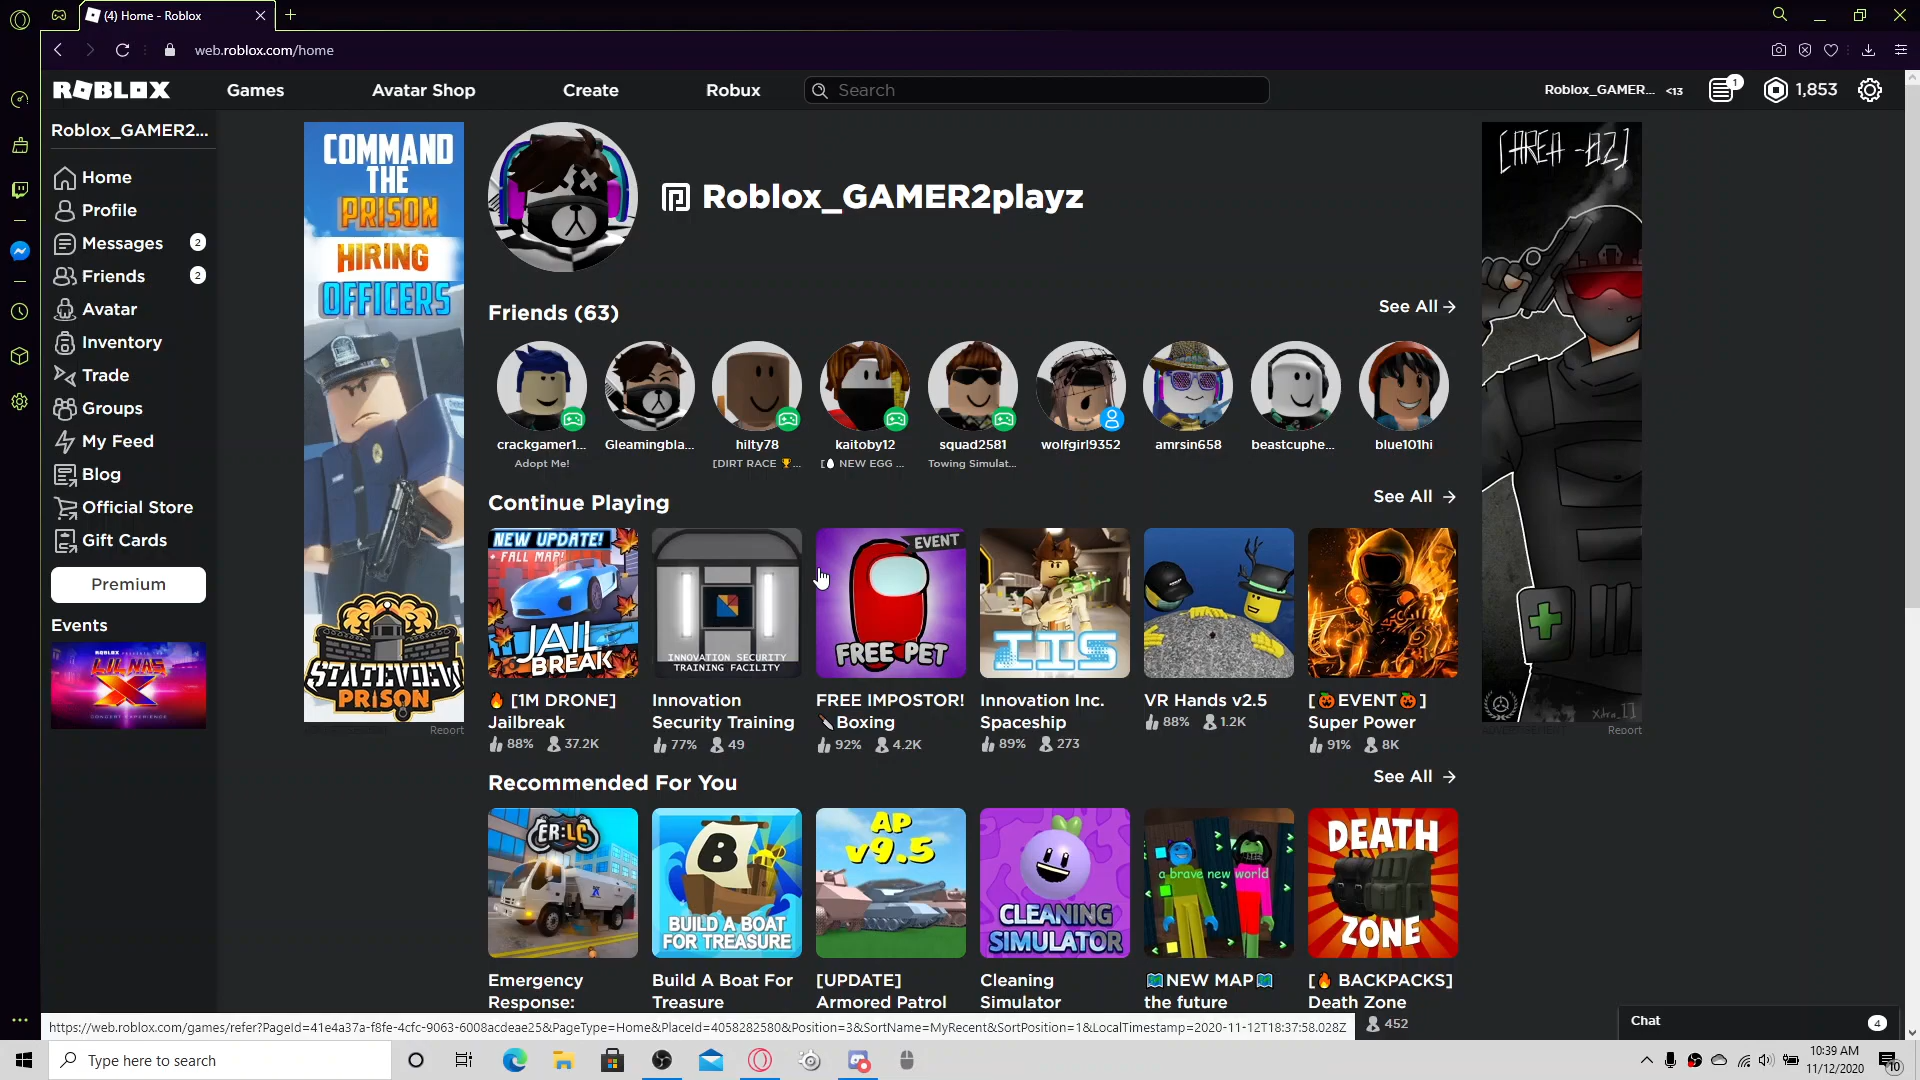 (4) Home - Roblox
web.roblox.com/home
ROBLOX
Games
Avatar Shop
Create
Robux
Search
Roblox_GAMER... <13
1
1,853
Roblox_GAMER2...
Home
Profile
Messages 2
Friends 2
Avatar
Inventory
Trade
Groups
My Feed
Blog
Official Store
Gift Cards
Premium
Events
LIL NAS
X
CONCERT EXPERIENCE
COMMAND
THE
PRISON
HIRING
OFFICERS
STATEVIEW
PRISON
Report
Roblox_GAMER2playz
Friends (63)
See All
crackgamer1... Gleamingbla... hilty78 kaitoby12 squad2581 wolfgirl9352 amrsin658 beastcuphe... blue101hi
Adopt Me! [DIRT RACE 🏆... [🥚 NEW EGG ... Towing Simulat...
Continue Playing
See All
NEW UPDATE!
+ FALL MAP!
JAIL
BREAK
INNOVATION SECURITY
TRAINING FACILITY
EVENT
FREE PET
IIS
🔥 [1M DRONE]
Jailbreak
88% 37.2K
Innovation
Security Training
77% 49
FREE IMPOSTOR!
🔪Boxing
92% 4.2K
Innovation Inc.
Spaceship
89% 273
VR Hands v2.5
88% 1.2K
[🎃EVENT🎃]
Super Power
91% 8K
Recommended For You
See All
ER:LC
B
BUILD A BOAT
FOR TREASURE
AP
v9.5
CLEANING
SIMULATOR
a brave new world
DEATH
ZONE
Emergency
Response:
Build A Boat For
Treasure
[UPDATE]
Armored Patrol
Cleaning
Simulator
🗺️NEW MAP🗺️
the future
[🔥 BACKPACKS]
Death Zone
452
[AREA -02]
Report
https://web.roblox.com/games/refer?PageId=41e4a37a-f8fe-4cfc-9063-6008acdeae25&PageType=Home&PlaceId=4058282580&Position=3&SortName=MyRecent&SortPosition=1&LocalTimestamp=2020-11-12T18:37:58.028Z
Chat 4
Type here to search
10:39 AM
11/12/2020
10